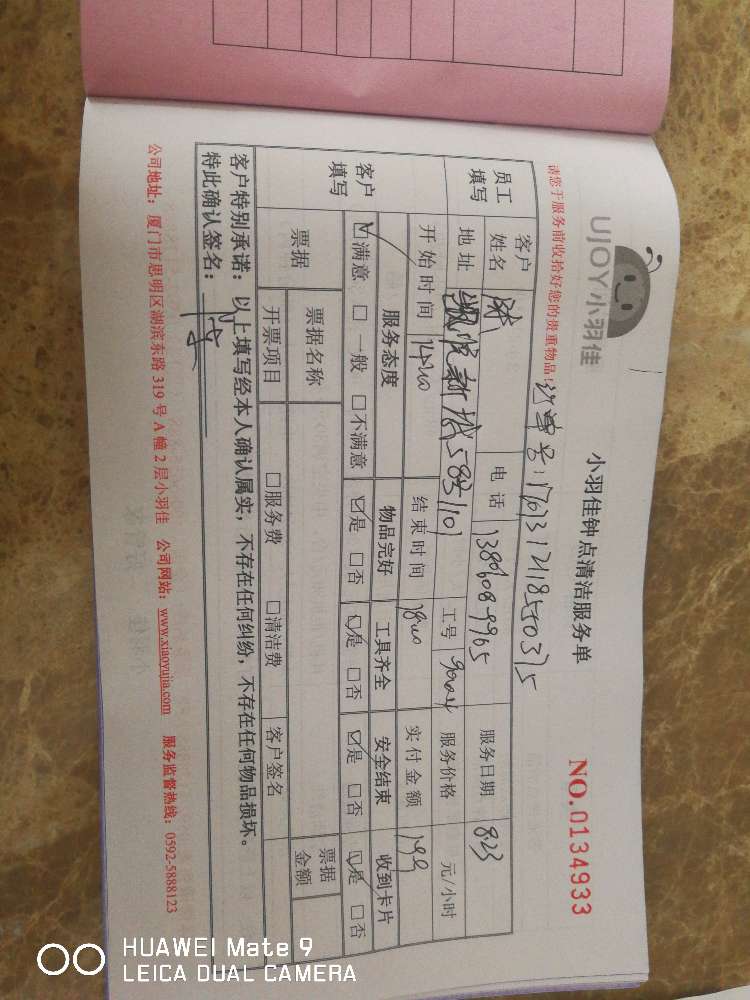 UJOY小羽佳
小羽佳钟点清洁服务单
NO.0134933
请您于服务前收拾好您的贵重物品!
员工填写
客户姓名 电话 服务日期 8.23
地址 583 101 工号 服务价格 元/小时
开始时间 结束时间 实付金额
客户填写
服务态度 物品完好 工具齐全 安全结束 收到卡片
☑满意 □一般 □不满意 ☑是 □否 ☑是 □否 ☑是 □否 ☑是 □否
票据 票据名称 票据金额
开票项目 □服务费 □清洁费 客户签名
客户特别承诺：以上填写经本人确认属实，不存在任何纠纷，不存在任何物品损坏。
特此确认签名：
公司地址：厦门市思明区湖滨东路 319 号 A 幢 2 层小羽佳 公司网站：www.xiaoyujia.com 服务监督热线：0592-5888123
HUAWEI Mate 9
LEICA DUAL CAMERA